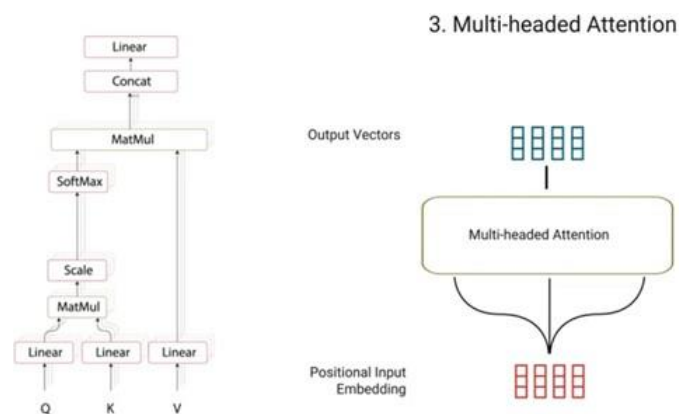 3. Multi-headed Attention
Linear
Concat
MatMul
SoftMax
Scale
MatMul
Linear
Linear
Linear
Q
K
V
Output Vectors
Multi-headed Attention
Positional Input
Embedding